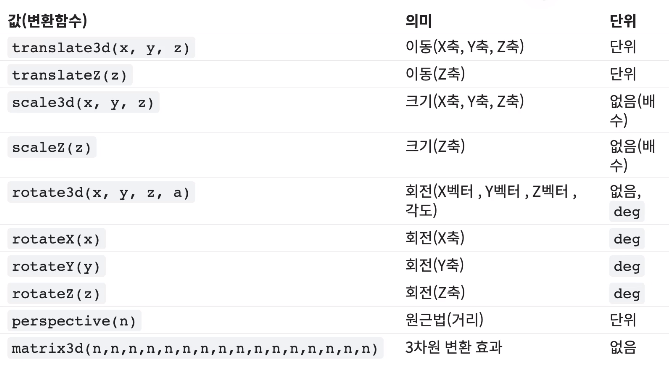 값(변환함수) 의미 단위
translate3d(x, y, z) 이동(X축, Y축, Z축) 단위
translateZ(z) 이동(Z축) 단위
scale3d(x, y, z) 크기(X축, Y축, Z축) 없음(배
수)
scaleZ(z) 크기(Z축) 없음(배
수)
rotate3d(x, y, z, a) 회전(X벡터 , Y벡터 , Z벡터 , 없음,
각도) deg
rotateX(x) 회전(X축) deg
rotateY(y) 회전(Y축) deg
rotateZ(z) 회전(Z축) deg
perspective(n) 원근법(거리) 단위
matrix3d(n,n,n,n,n,n,n,n,n,n,n,n,n,n,n,n) 3차원 변환 효과 없음